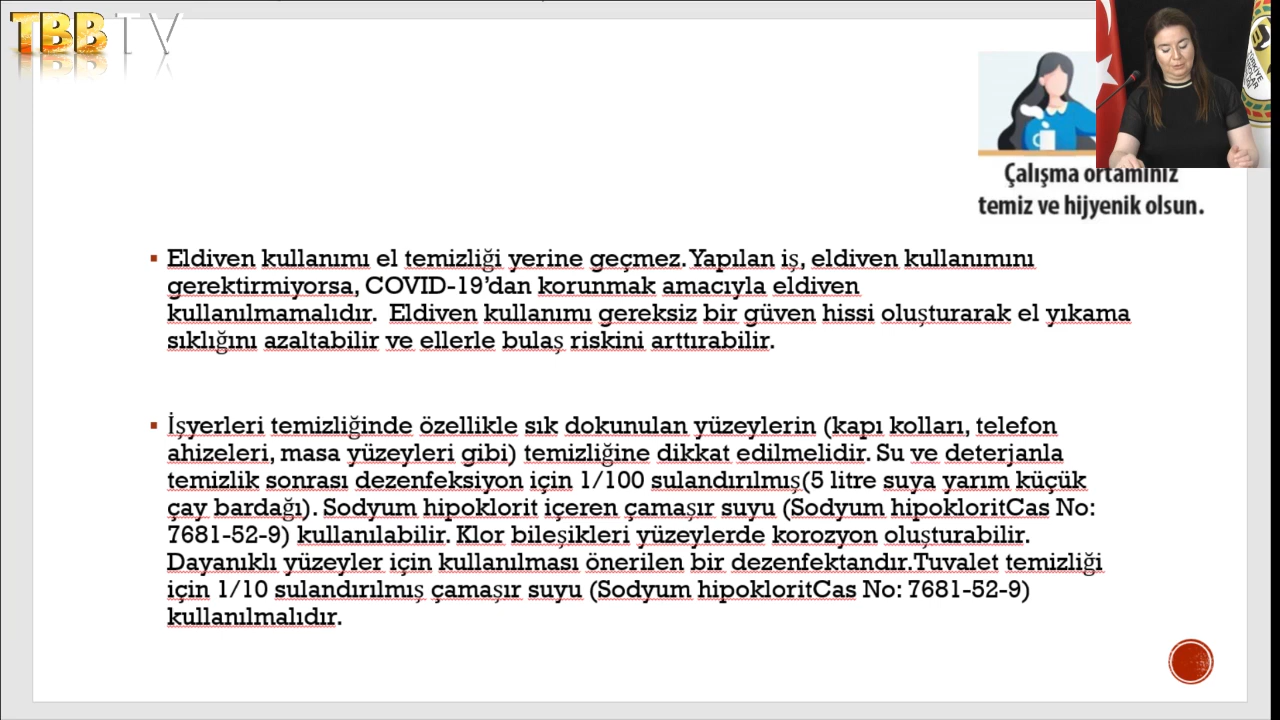 TBB TV
Çalışma ortamınız
temiz ve hijyenik olsun.
▪ Eldiven kullanımı el temizliği yerine geçmez. Yapılan iş, eldiven kullanımını
gerektirmiyorsa, COVID-19’dan korunmak amacıyla eldiven
kullanılmamalıdır. Eldiven kullanımı gereksiz bir güven hissi oluşturarak el yıkama
sıklığını azaltabilir ve ellerle bulaş riskini arttırabilir.
▪ İşyerleri temizliğinde özellikle sık dokunulan yüzeylerin (kapı kolları, telefon
ahizeleri, masa yüzeyleri gibi) temizliğine dikkat edilmelidir. Su ve deterjanla
temizlik sonrası dezenfeksiyon için 1/100 sulandırılmış(5 litre suya yarım küçük
çay bardağı). Sodyum hipoklorit içeren çamaşır suyu (Sodyum hipokloritCas No:
7681-52-9) kullanılabilir. Klor bileşikleri yüzeylerde korozyon oluşturabilir.
Dayanıklı yüzeyler için kullanılması önerilen bir dezenfektandır.Tuvalet temizliği
için 1/10 sulandırılmış çamaşır suyu (Sodyum hipokloritCas No: 7681-52-9)
kullanılmalıdır.